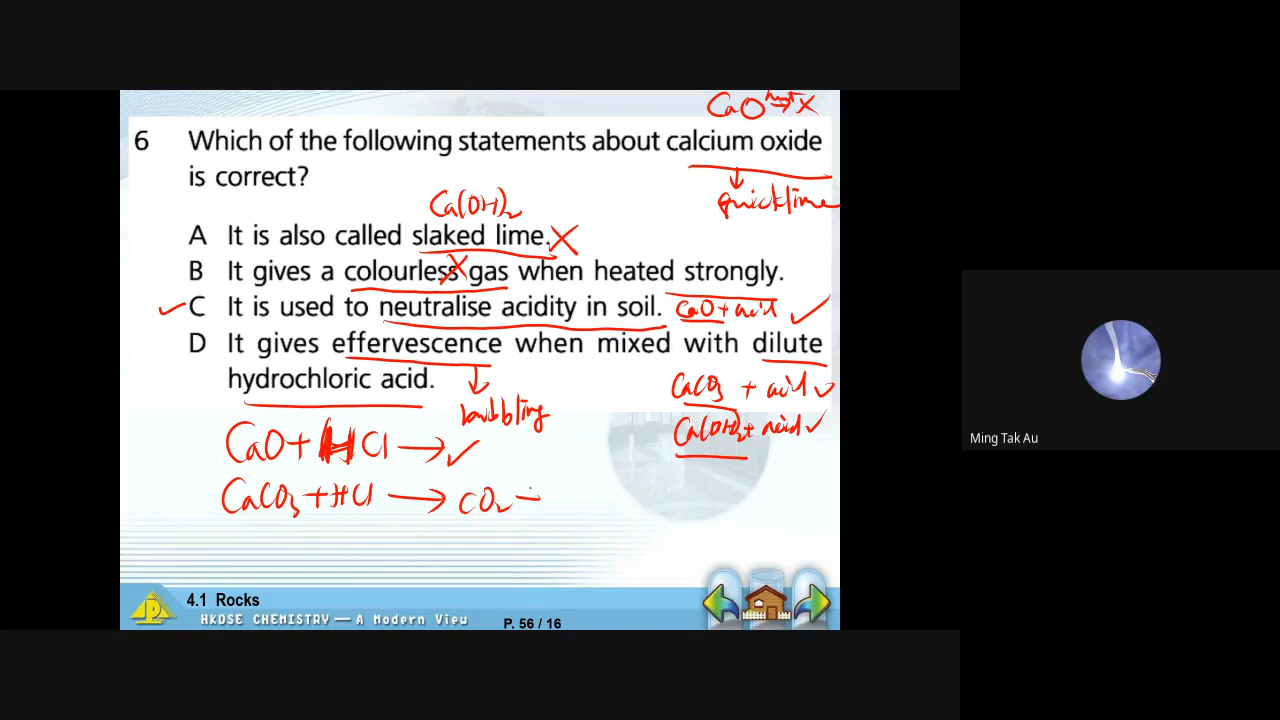 CaO heat→ X
6 Which of the following statements about calcium oxide
is correct?
quicklime
Ca(OH)₂
A It is also called slaked lime. X
B It gives a colourless gas when heated strongly.
C It is used to neutralise acidity in soil. CaO + acid ✓
D It gives effervescence when mixed with dilute
hydrochloric acid.
CaCO₃ + acid ✓
bubbling
Ca(OH)₂ + acid ✓
CaO + HCl → ✓
CaCO₃ + HCl → CO₂
Ming Tak Au
4.1 Rocks
JP
HKDSE CHEMISTRY — A Modern View
P. 56 / 16